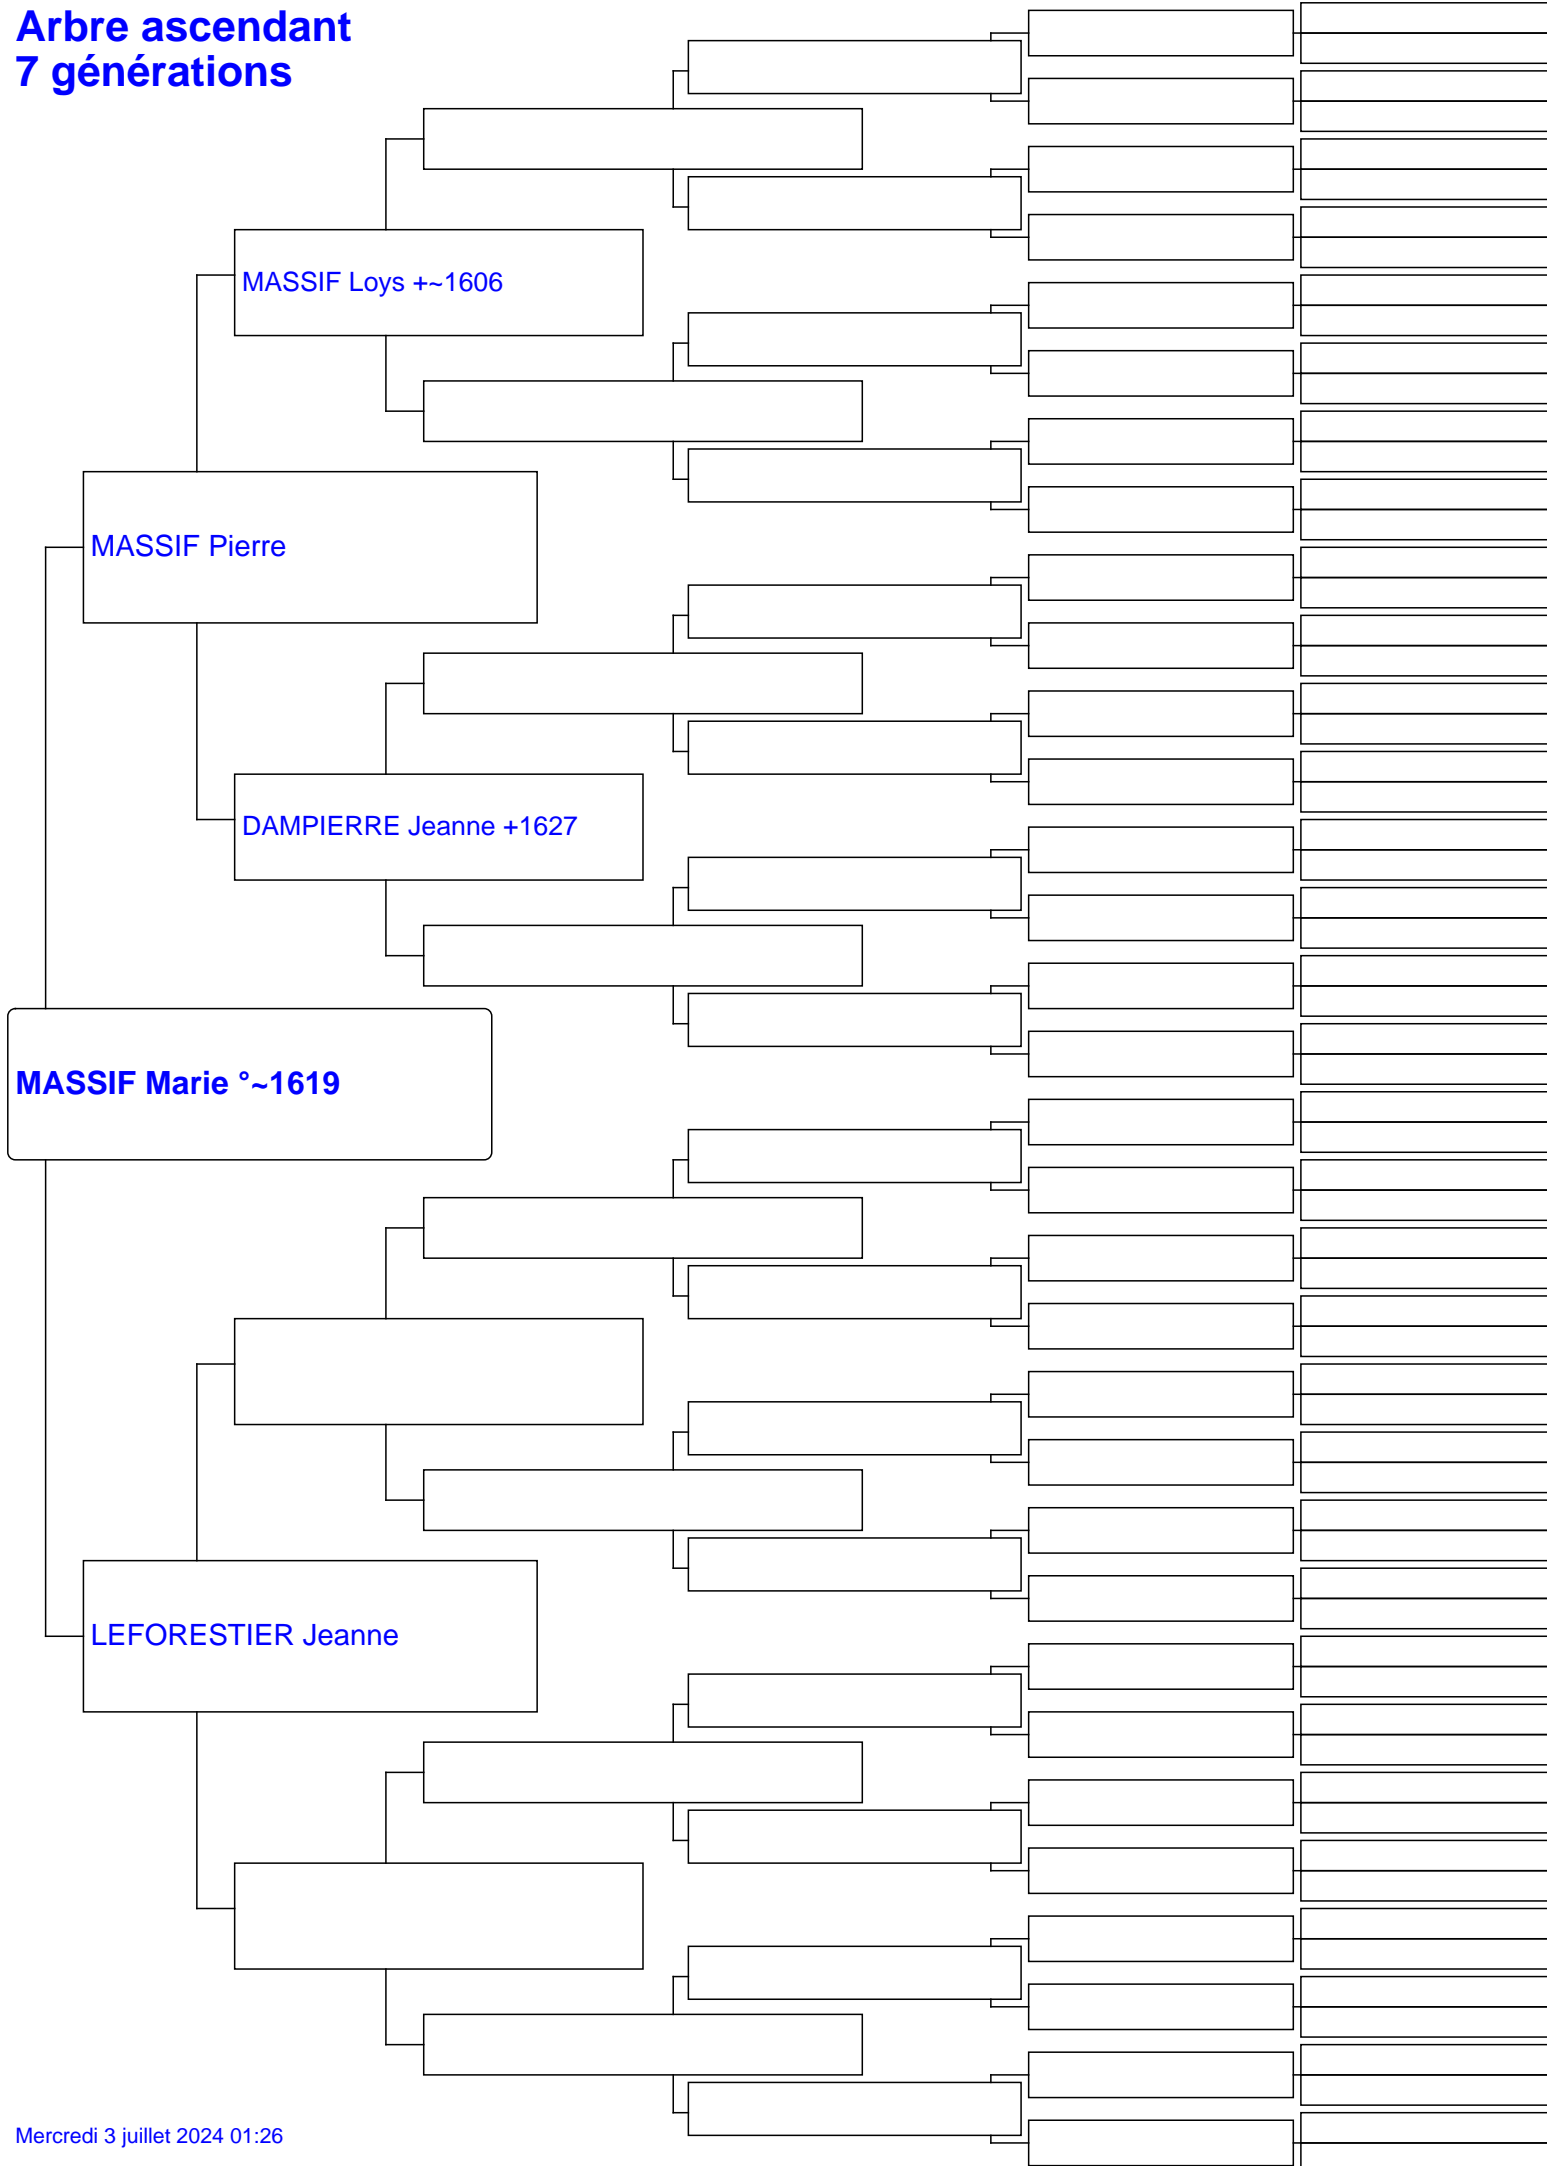 Arbre ascendant
7 générations
MASSIF Loys +~1606
MASSIF Pierre
DAMPIERRE Jeanne +1627
MASSIF Marie °~1619
LEFORESTIER Jeanne
Mercredi 3 juillet 2024 01:26